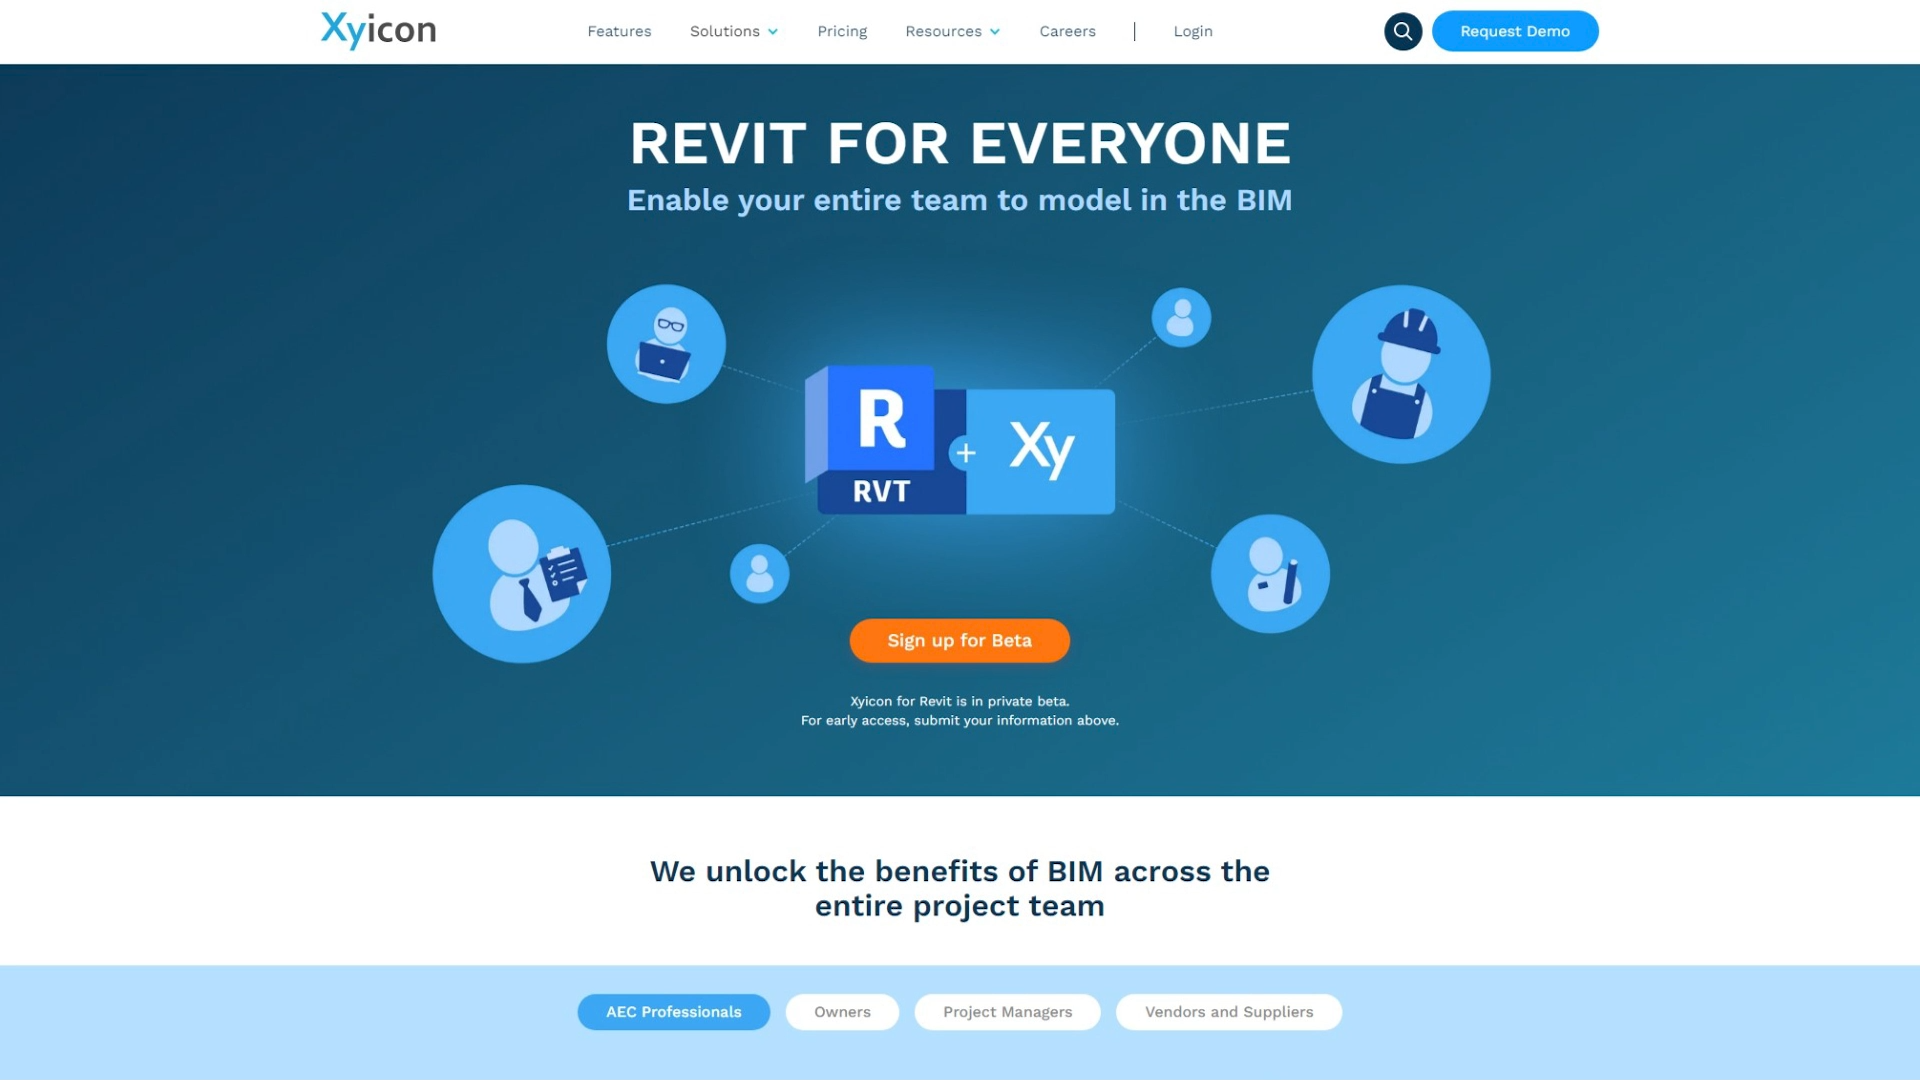 Xyicon
Features
Solutions
Pricing
Resources
Careers
Login
Request Demo
REVIT FOR EVERYONE
Enable your entire team to model in the BIM
R
RVT
+
Xy
Sign up for Beta
Xyicon for Revit is in private beta.
For early access, submit your information above.
We unlock the benefits of BIM across the
entire project team
AEC Professionals
Owners
Project Managers
Vendors and Suppliers